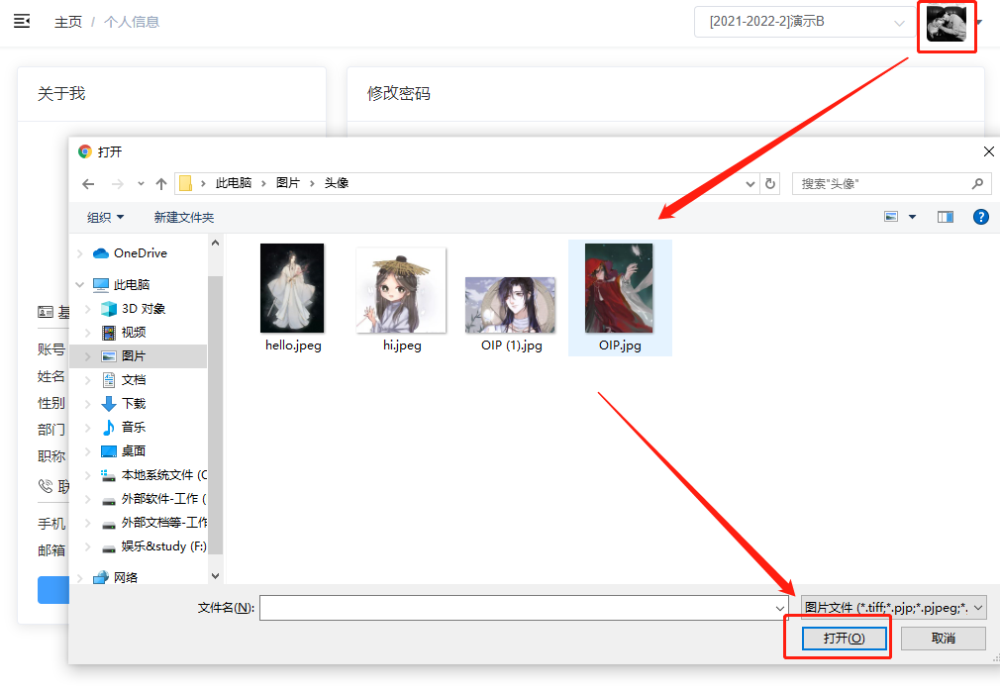 主页 / 个人信息
[2021-2022-2]演示B
关于我
修改密码
打开
此电脑 > 图片 > 头像
搜索"头像"
组织
新建文件夹
OneDrive
此电脑
3D 对象
视频
图片
文档
下载
音乐
桌面
本地系统文件 (C
外部软件-工作 (
外部文档等-工作
娱乐&study (F:)
网络
hello.jpeg
hi.jpeg
OIP (1).jpg
OIP.jpg
基
账号
姓名
性别
部门
职称
联
手机
邮箱
文件名(N):
图片文件 (*.tiff;*.pjp;*.pjpeg;*.
打开(O)
取消